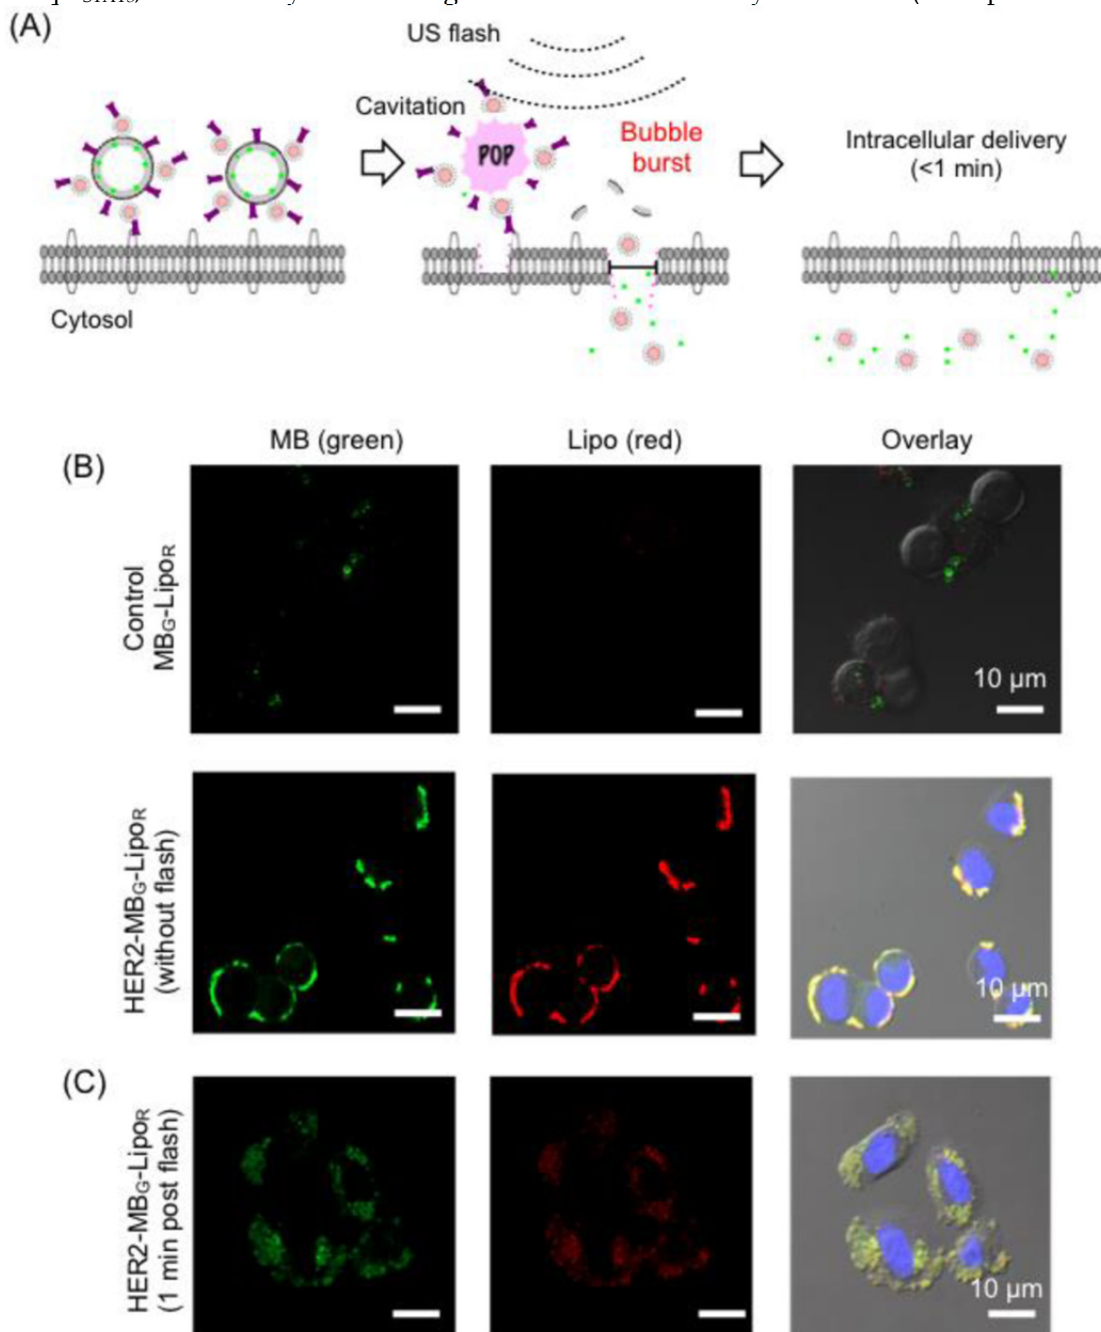 (A)
US flash
Cavitation
POP
Bubble
burst
Intracellular delivery
(<1 min)
Cytosol
MB (green)
Lipo (red)
Overlay
(B)
Control
MBG-LipoR
10 µm
HER2-MBG-LipoR
(without flash)
10 µm
(C)
HER2-MBG-LipoR
(1 min post flash)
10 µm